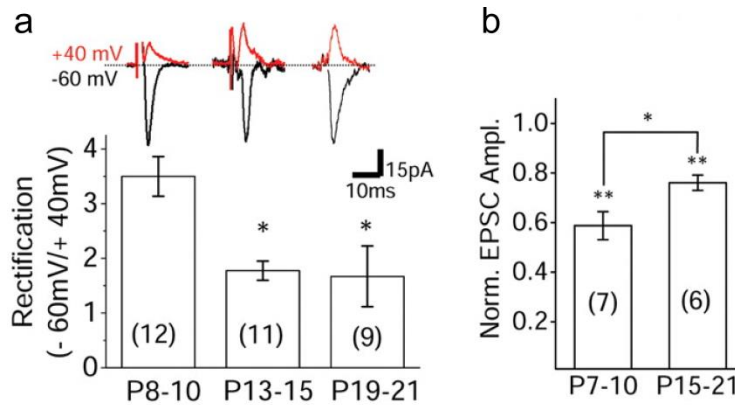 a
+40 mV
-60 mV
15pA
10ms
Rectification
(- 60mV/+ 40mV)
4
3
2
1
0
*
*
(12)
(11)
(9)
P8-10
P13-15
P19-21
b
Norm. EPSC Ampl.
1.0
0.8
0.6
0.4
0.2
*
**
**
(7)
(6)
P7-10
P15-21